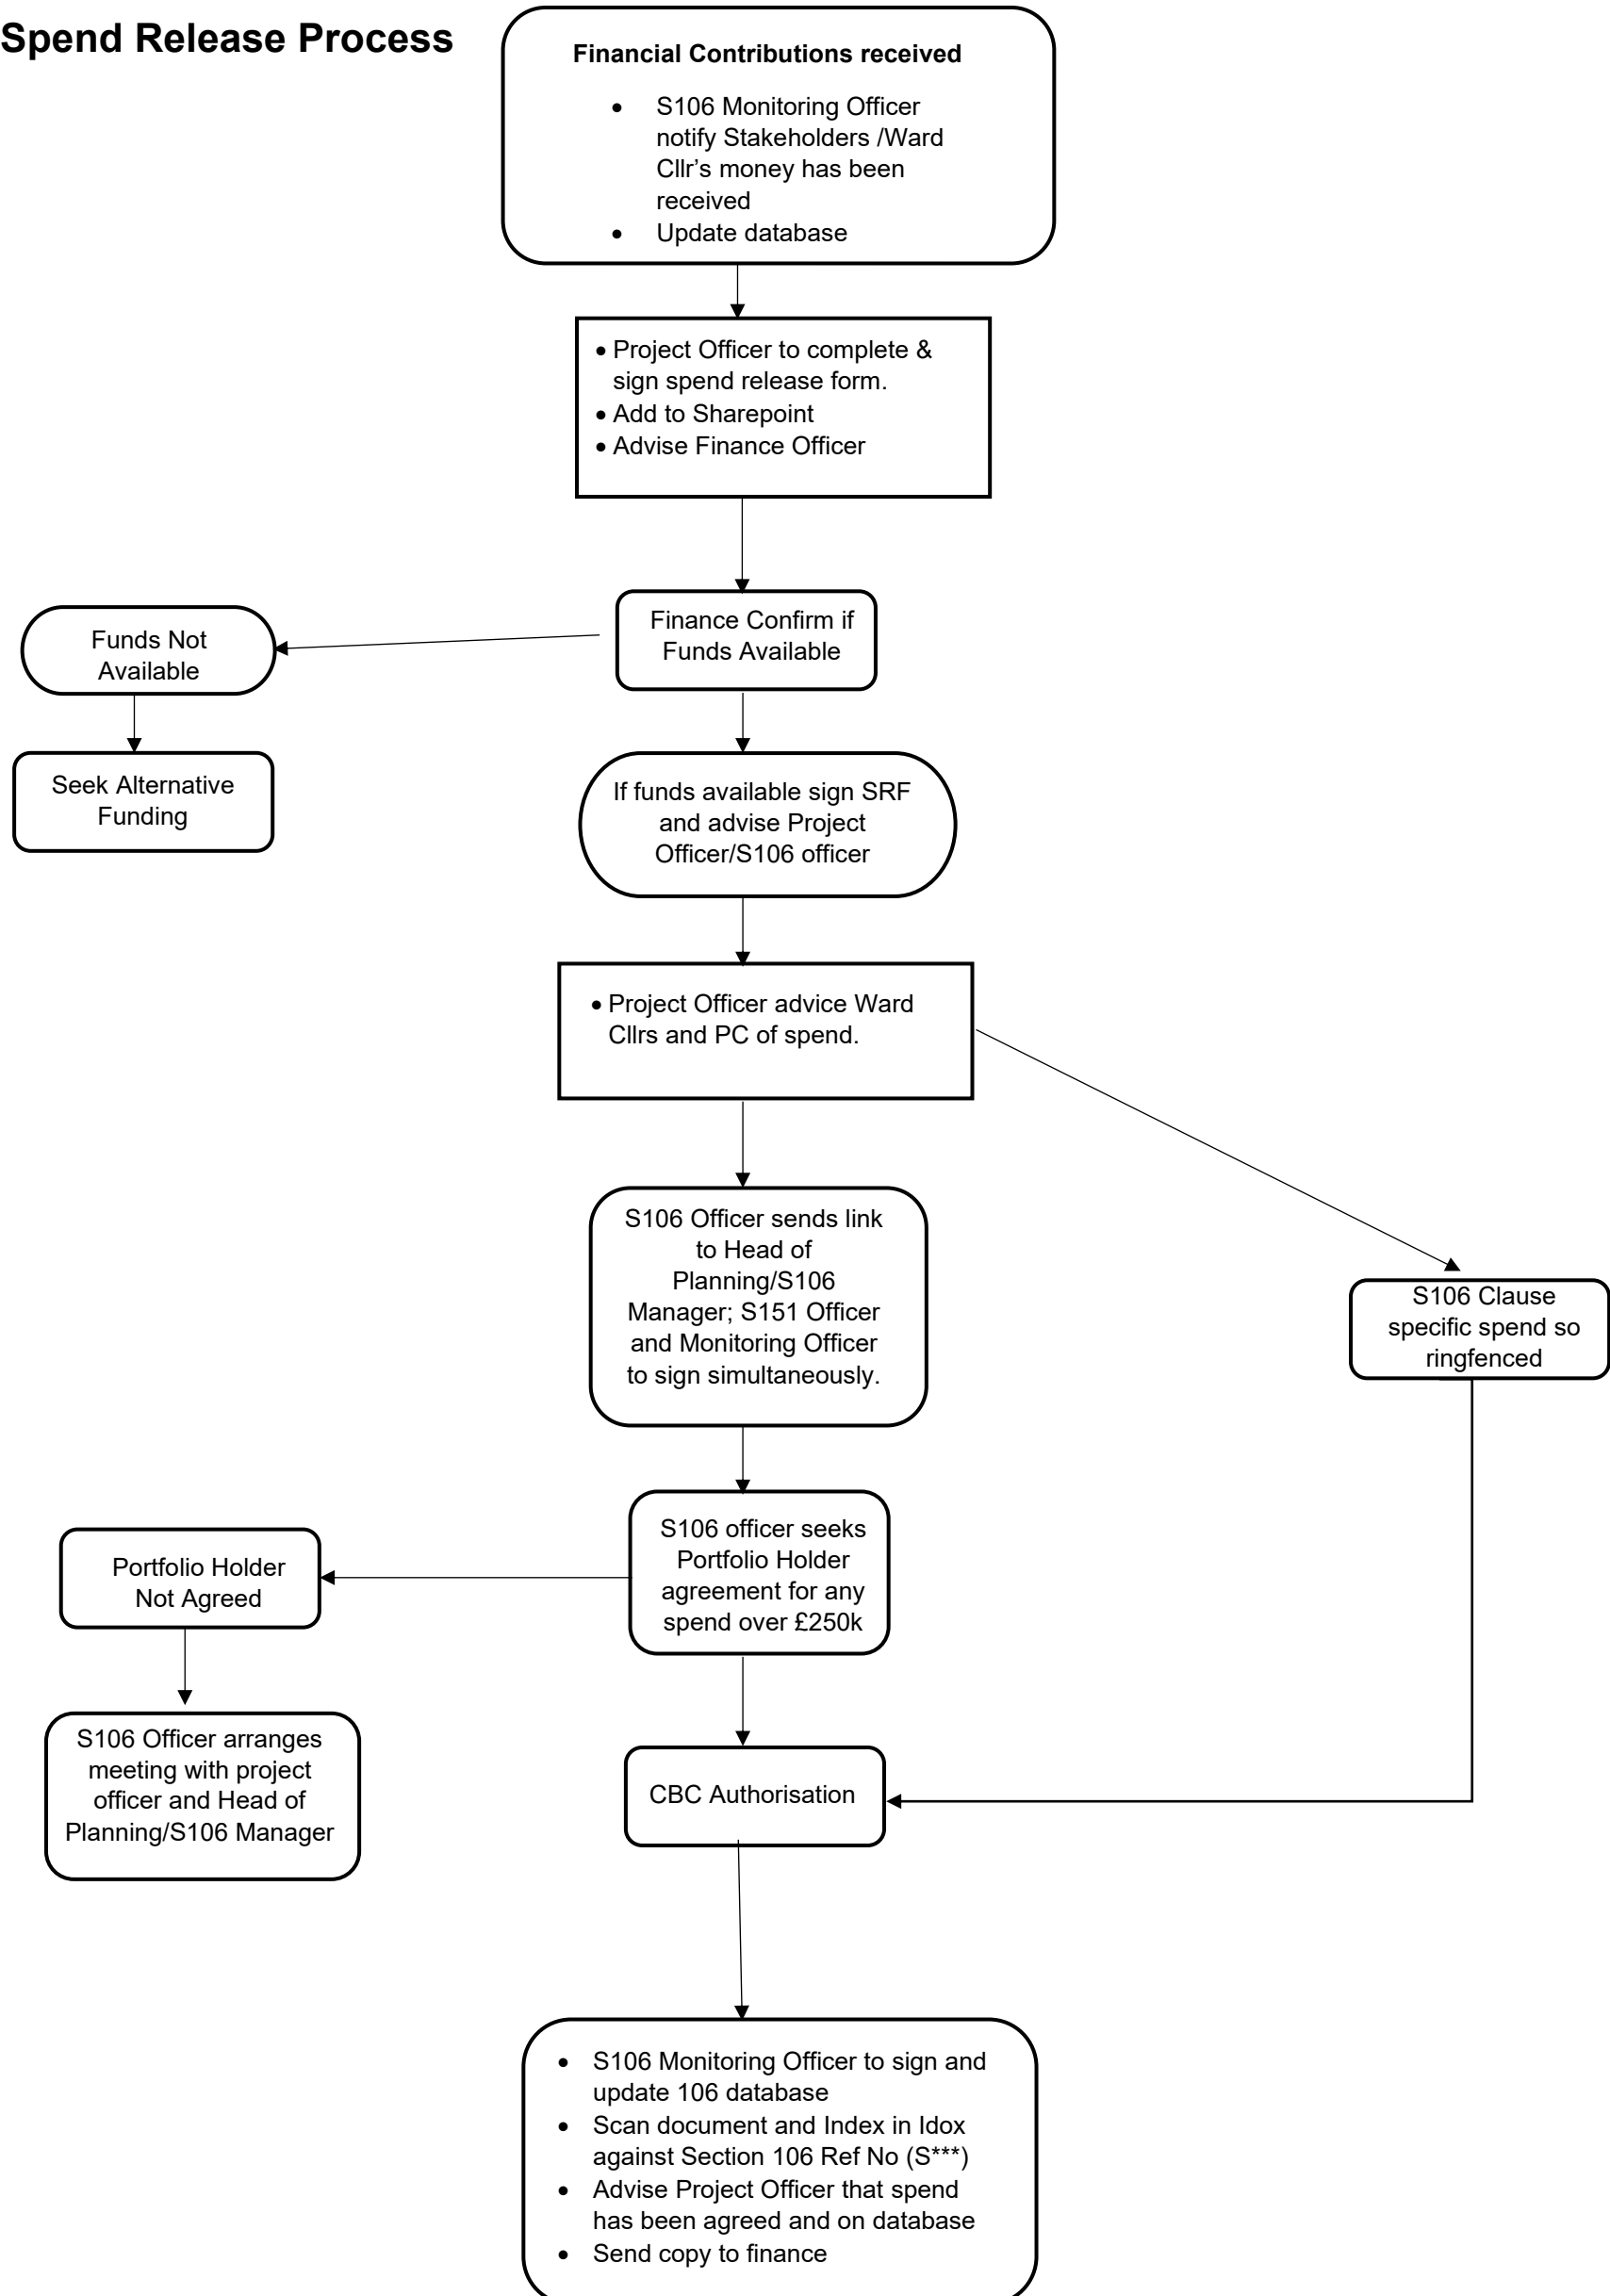 Spend Release Process
Financial Contributions received
• S106 Monitoring Officer
notify Stakeholders /Ward
Cllr’s money has been
received
• Update database
• Project Officer to complete &
sign spend release form.
• Add to Sharepoint
• Advise Finance Officer
Finance Confirm if
Funds Available
Funds Not
Available
Seek Alternative
Funding
If funds available sign SRF
and advise Project
Officer/S106 officer
• Project Officer advice Ward
Cllrs and PC of spend.
S106 Officer sends link
to Head of
Planning/S106
Manager; S151 Officer
and Monitoring Officer
to sign simultaneously.
S106 Clause
specific spend so
ringfenced
S106 officer seeks
Portfolio Holder
agreement for any
spend over £250k
Portfolio Holder
Not Agreed
S106 Officer arranges
meeting with project
officer and Head of
Planning/S106 Manager
CBC Authorisation
• S106 Monitoring Officer to sign and
update 106 database
• Scan document and Index in Idox
against Section 106 Ref No (S***)
• Advise Project Officer that spend
has been agreed and on database
• Send copy to finance